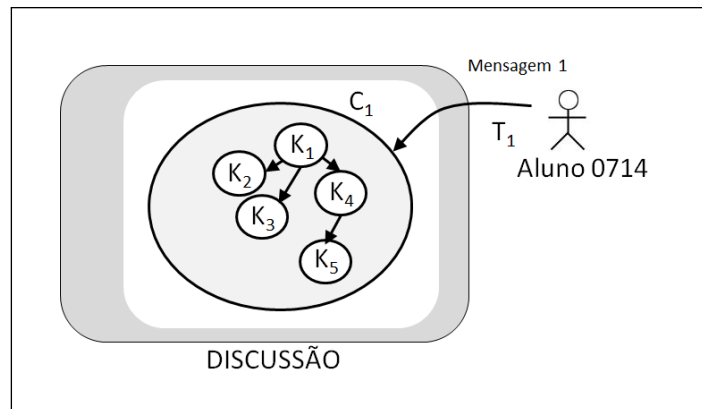 Mensagem 1
C₁
T₁
Aluno 0714
K₁
K₂
K₄
K₃
K₅
DISCUSSÃO